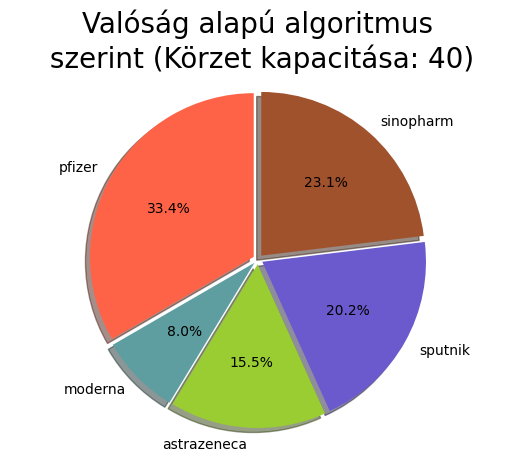 Valóság alapú algoritmus
szerint (Körzet kapacitása: 40)
sinopharm
pfizer
23.1%
33.4%
20.2%
8.0%
sputnik
15.5%
moderna
astrazeneca